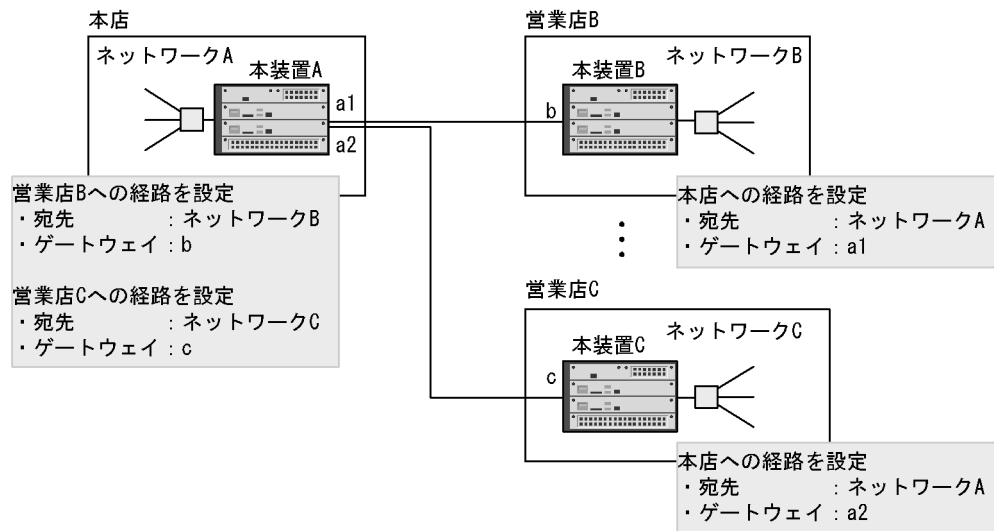 本店
ネットワークA
本装置A
a1
a2
営業店Bへの経路を設定
・宛先　　　：ネットワークB
・ゲートウェイ：b
営業店Cへの経路を設定
・宛先　　　：ネットワークC
・ゲートウェイ：c
営業店B
ネットワークB
本装置B
b
本店への経路を設定
・宛先　　　：ネットワークA
・ゲートウェイ：a1
営業店C
ネットワークC
本装置C
c
本店への経路を設定
・宛先　　　：ネットワークA
・ゲートウェイ：a2